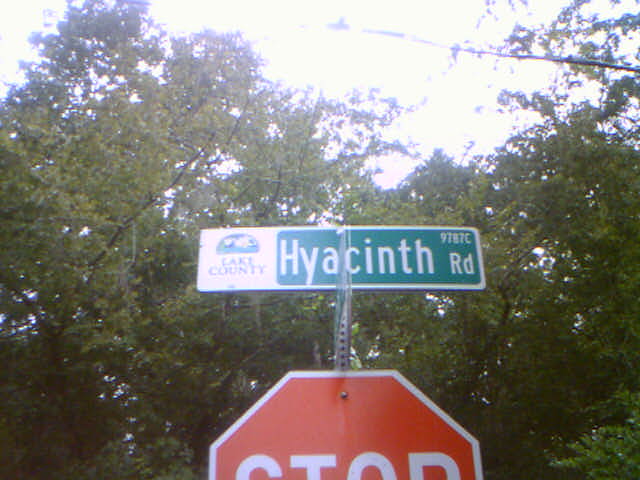 9787C
LAKE
COUNTY
Hyacinth Rd
STOP